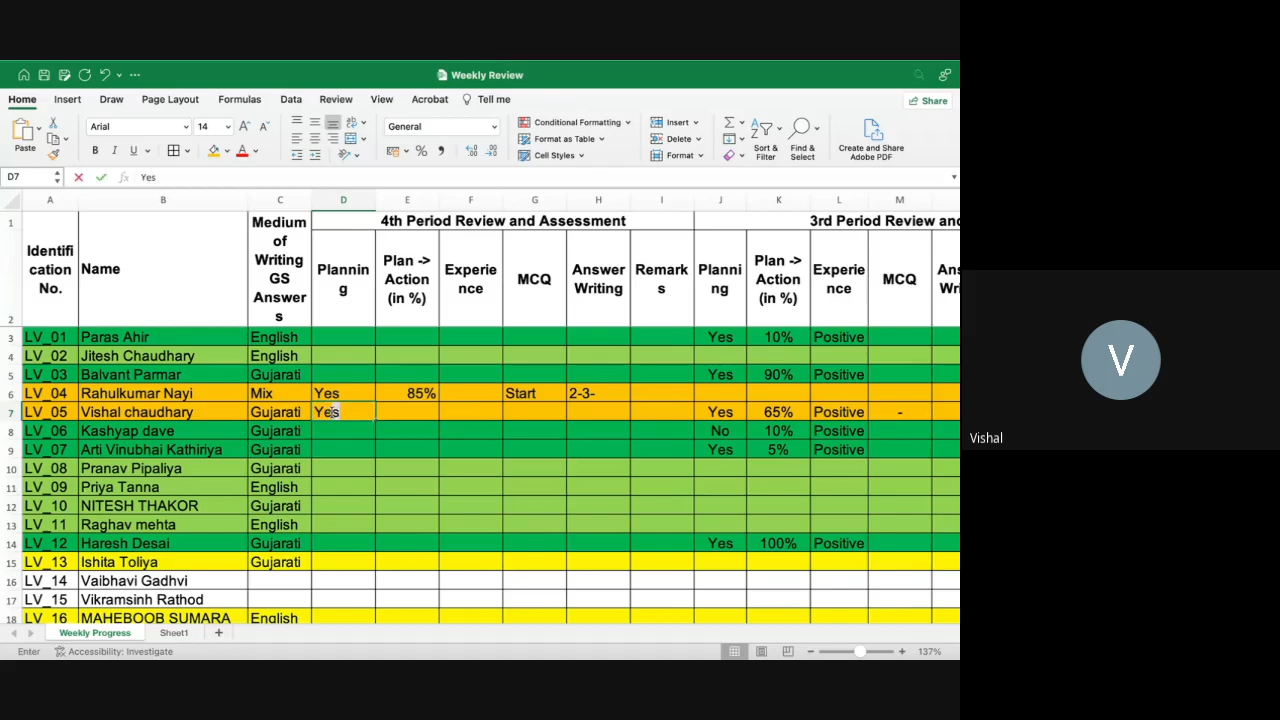 Weekly Review
Home Insert Draw Page Layout Formulas Data Review View Acrobat Tell me Share
Paste Arial 14 General Conditional Formatting Format as Table Cell Styles Insert Delete Format Sort & Filter Find & Select Create and Share Adobe PDF
B I U A % 
D7 fx Yes
A B C D E F G H I J K L M
1 4th Period Review and Assessment 3rd Period Review and
2 Identification No. Name Medium of Writing GS Answers Planning Plan -> Action (in %) Experience MCQ Answer Writing Remarks Planning Plan -> Action (in %) Experience MCQ
3 LV_01 Paras Ahir English Yes 10% Positive
4 LV_02 Jitesh Chaudhary English
5 LV_03 Balvant Parmar Gujarati Yes 90% Positive
6 LV_04 Rahulkumar Nayi Mix Yes 85% Start 2-3-
7 LV_05 Vishal chaudhary Gujarati Yes Yes 65% Positive -
8 LV_06 Kashyap dave Gujarati No 10% Positive
9 LV_07 Arti Vinubhai Kathiriya Gujarati Yes 5% Positive
10 LV_08 Pranav Pipaliya Gujarati
11 LV_09 Priya Tanna English
12 LV_10 NITESH THAKOR Gujarati
13 LV_11 Raghav mehta English
14 LV_12 Haresh Desai Gujarati Yes 100% Positive
15 LV_13 Ishita Toliya Gujarati
16 LV_14 Vaibhavi Gadhvi
17 LV_15 Vikramsinh Rathod
18 LV_16 MAHEBOOB SUMARA English
Weekly Progress Sheet1 +
Enter Accessibility: Investigate 137%
V
Vishal